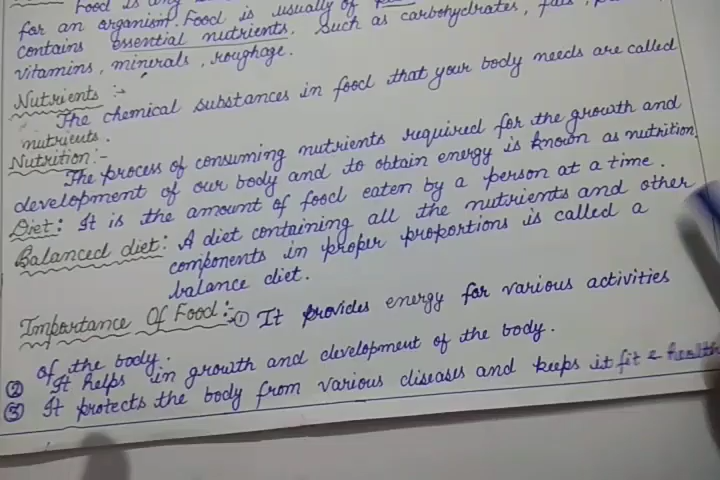 Food is any
for an organism. Food is usually of
contains essential nutrients. Such as carbohydrates, fats,
vitamins, minerals, roughage.
Nutrients :-
The chemical substances in food that your body needs are called
nutrients.
Nutrition:-
The process of consuming nutrients required for the growth and
development of our body and to obtain energy is known as nutrition.
Diet: It is the amount of food eaten by a person at a time.
Balanced diet: A diet containing all the nutrients and other
components in proper proportions is called a
balance diet.
Importance Of Food:→① It provides energy for various activities
of the body.
② It helps in growth and development of the body.
③ It protects the body from various diseases and keeps it fit & health